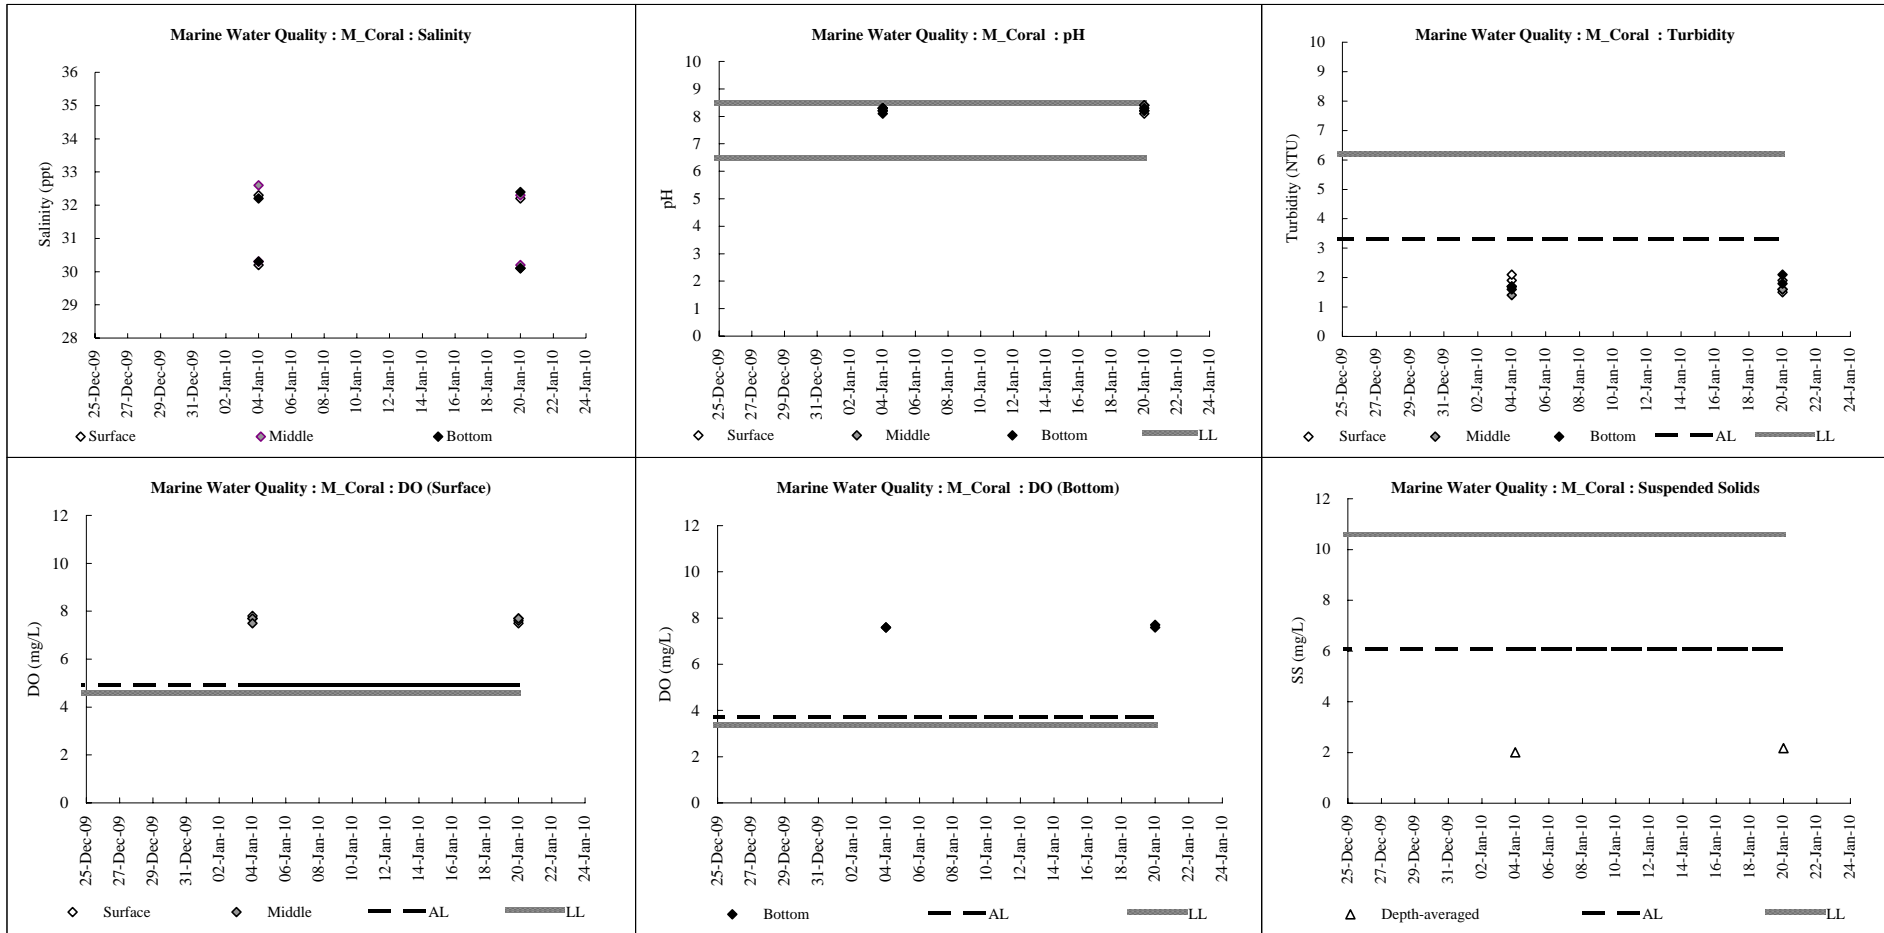 Marine Water Quality : M_Coral : Salinity
36
35
34
33
32
31
30
29
28
Salinity (ppt)
25-Dec-09
27-Dec-09
29-Dec-09
31-Dec-09
02-Jan-10
04-Jan-10
06-Jan-10
08-Jan-10
10-Jan-10
12-Jan-10
14-Jan-10
16-Jan-10
18-Jan-10
20-Jan-10
22-Jan-10
24-Jan-10
Surface Middle Bottom
Marine Water Quality : M_Coral : pH
10
9
8
7
6
5
4
3
2
1
0
pH
25-Dec-09
27-Dec-09
29-Dec-09
31-Dec-09
02-Jan-10
04-Jan-10
06-Jan-10
08-Jan-10
10-Jan-10
12-Jan-10
14-Jan-10
16-Jan-10
18-Jan-10
20-Jan-10
22-Jan-10
24-Jan-10
Surface Middle Bottom LL
Marine Water Quality : M_Coral : Turbidity
10
9
8
7
6
5
4
3
2
1
0
Turbidity (NTU)
25-Dec-09
27-Dec-09
29-Dec-09
31-Dec-09
02-Jan-10
04-Jan-10
06-Jan-10
08-Jan-10
10-Jan-10
12-Jan-10
14-Jan-10
16-Jan-10
18-Jan-10
20-Jan-10
22-Jan-10
24-Jan-10
Surface Middle Bottom AL LL
Marine Water Quality : M_Coral : DO (Surface)
12
10
8
6
4
2
0
DO (mg/L)
25-Dec-09
27-Dec-09
29-Dec-09
31-Dec-09
02-Jan-10
04-Jan-10
06-Jan-10
08-Jan-10
10-Jan-10
12-Jan-10
14-Jan-10
16-Jan-10
18-Jan-10
20-Jan-10
22-Jan-10
24-Jan-10
Surface Middle AL LL
Marine Water Quality : M_Coral : DO (Bottom)
12
10
8
6
4
2
0
DO (mg/L)
25-Dec-09
27-Dec-09
29-Dec-09
31-Dec-09
02-Jan-10
04-Jan-10
06-Jan-10
08-Jan-10
10-Jan-10
12-Jan-10
14-Jan-10
16-Jan-10
18-Jan-10
20-Jan-10
22-Jan-10
24-Jan-10
Bottom AL LL
Marine Water Quality : M_Coral : Suspended Solids
12
10
8
6
4
2
0
SS (mg/L)
25-Dec-09
27-Dec-09
29-Dec-09
31-Dec-09
02-Jan-10
04-Jan-10
06-Jan-10
08-Jan-10
10-Jan-10
12-Jan-10
14-Jan-10
16-Jan-10
18-Jan-10
20-Jan-10
22-Jan-10
24-Jan-10
Depth-averaged AL LL